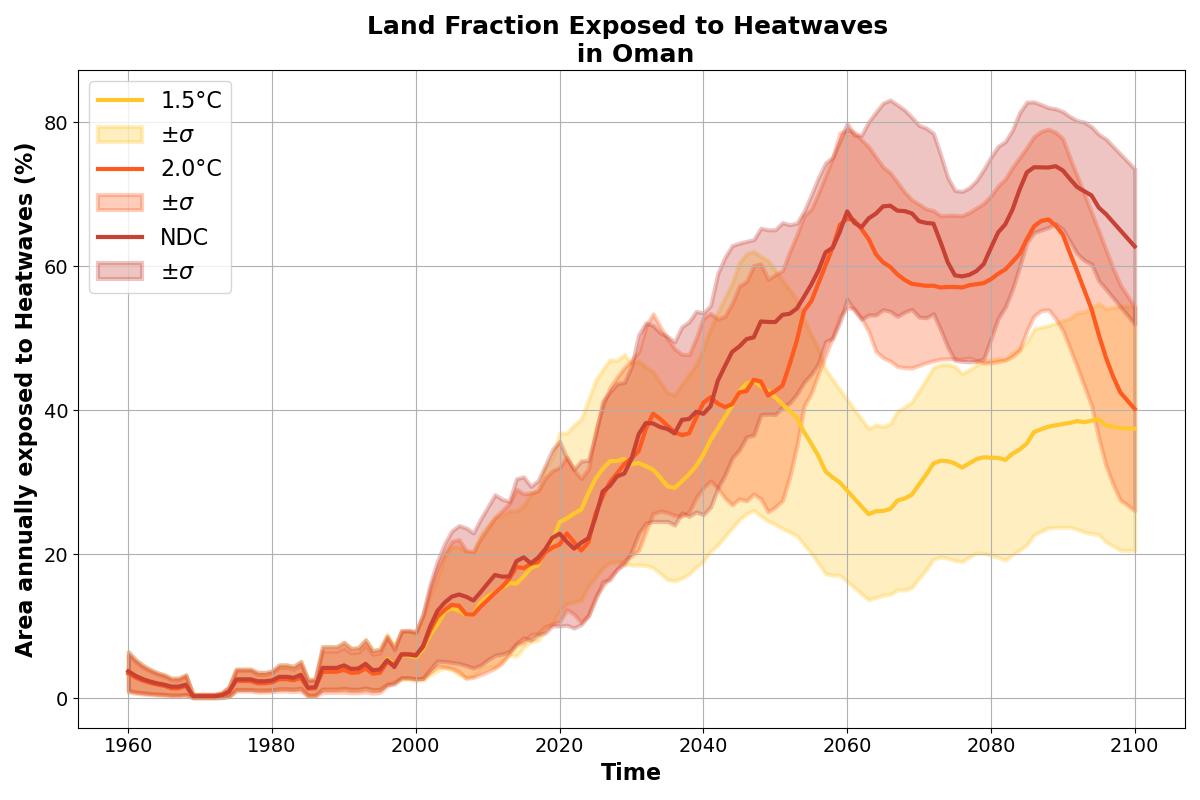 Land Fraction Exposed to Heatwaves
in Oman
Area annually exposed to Heatwaves (%)
80
60
40
20
0
1.5°C
±σ
2.0°C
±σ
NDC
±σ
1960 1980 2000 2020 2040 2060 2080 2100
Time